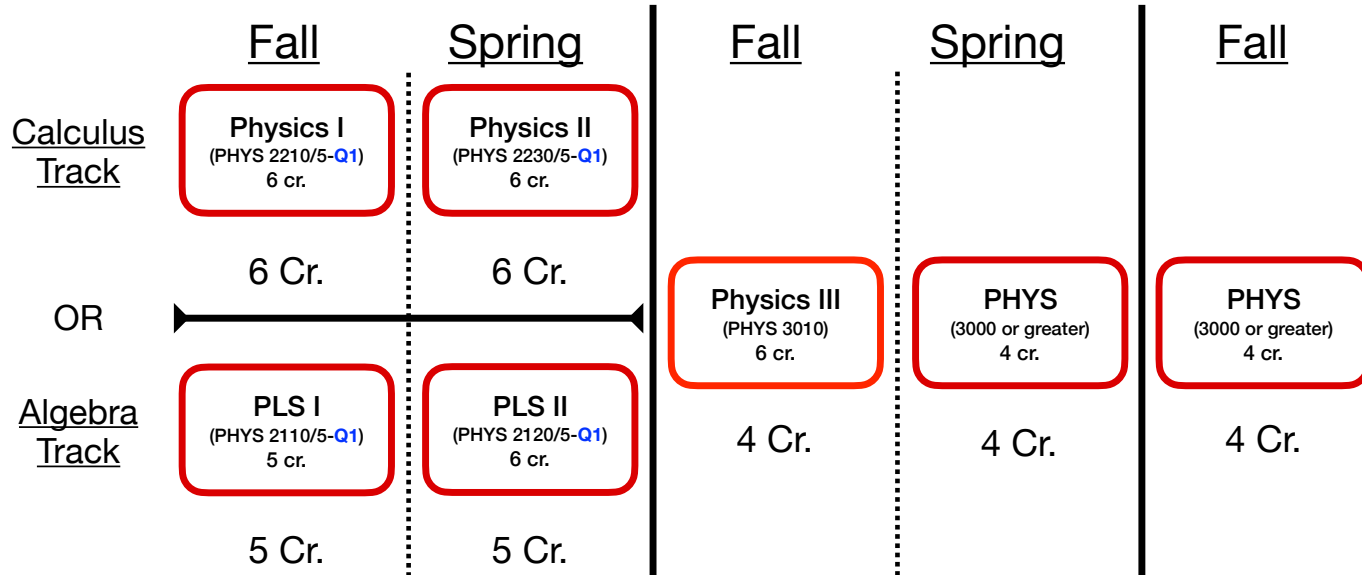 Fall
Spring
Fall
Spring
Fall
Calculus
Track
Physics I
(PHYS 2210/5-Q1)
6 cr.
Physics II
(PHYS 2230/5-Q1)
6 cr.
6 Cr.
6 Cr.
OR
Physics III
(PHYS 3010)
6 cr.
PHYS
(3000 or greater)
4 cr.
PHYS
(3000 or greater)
4 cr.
Algebra
Track
PLS I
(PHYS 2110/5-Q1)
5 cr.
PLS II
(PHYS 2120/5-Q1)
6 cr.
4 Cr.
4 Cr.
4 Cr.
5 Cr.
5 Cr.